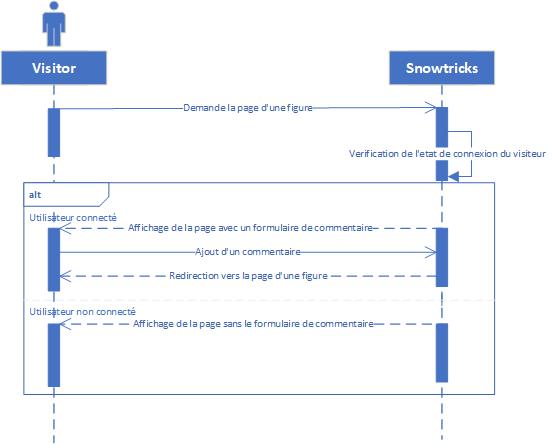 Visitor
Snowtricks
Demande la page d'une figure
Verification de l'etat de connexion du visiteur
alt
Utilisateur connecté
Affichage de la page avec un formulaire de commentaire
Ajout d'un commentaire
Redirection vers la page d'une figure
Utilisateur non connecté
Affichage de la page sans le formulaire de commentaire